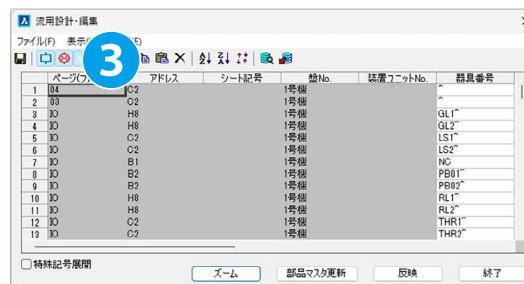 流用設計・編集
ファイル(F) 表示 (E)
3
ページ(フ アドレス シート記号 盤No. 装置ユニットNo. 器具番号
1 04 C2 1号機 ^
2 03 C2 1号機 ^
3 IO H8 1号機 GL1^
4 IO H8 1号機 GL2^
5 IO C2 1号機 LS1^
6 IO C2 1号機 LS2^
7 IO B1 1号機 NC
8 IO B2 1号機 PB01^
9 IO B2 1号機 PB02^
10 IO H8 1号機 RL1^
11 IO H8 1号機 RL2^
12 IO C2 1号機 THR1^
13 IO C2 1号機 THR2^
特殊記号展開
ズーム 部品マスタ更新 反映 終了